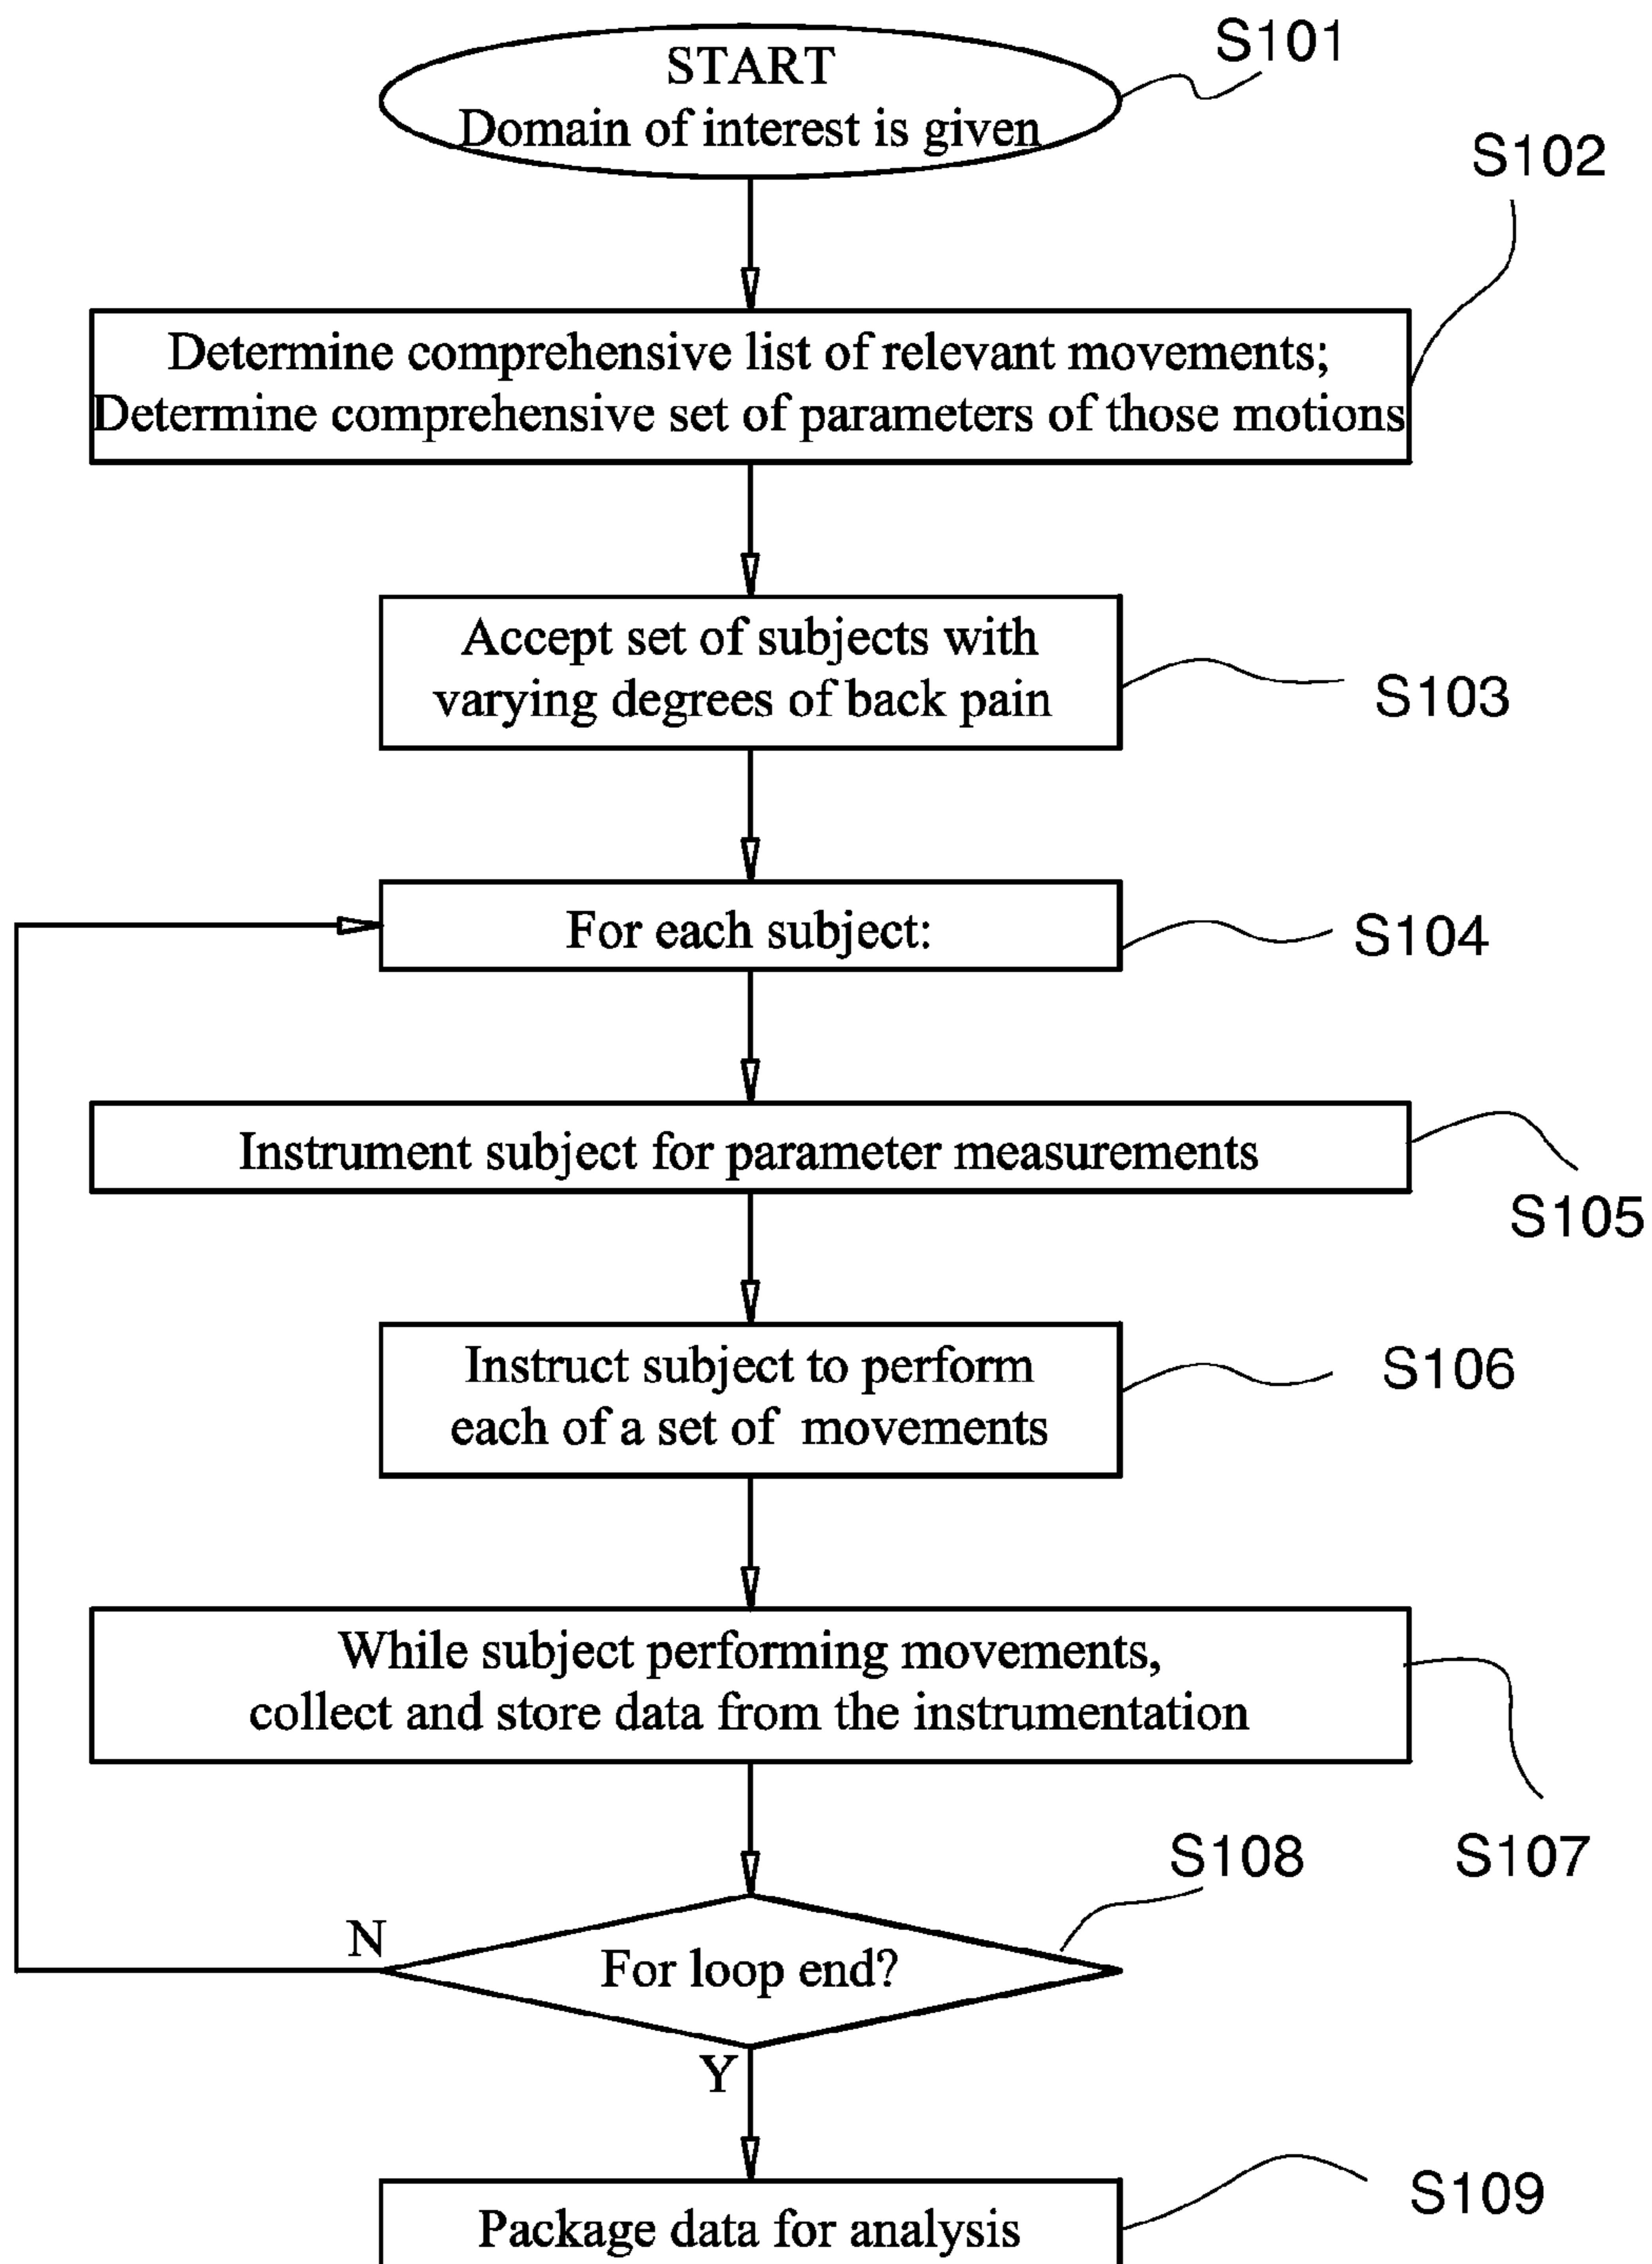 START
Domain of interest is given
S101
S102
Determine comprehensive list of relevant movements;
Determine comprehensive set of parameters of those motions
Accept set of subjects with
varying degrees of back pain
S103
For each subject:
S104
Instrument subject for parameter measurements
S105
Instruct subject to perform
each of a set of movements
S106
While subject performing movements,
collect and store data from the instrumentation
S107
S108
N
For loop end?
Y
Package data for analysis
S109